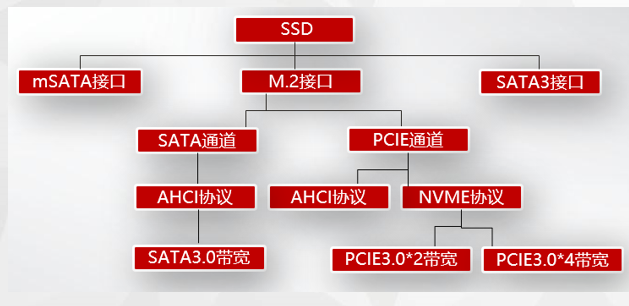 SSD
mSATA接口
M.2接口
SATA3接口
SATA通道
PCIE通道
AHCI协议
AHCI协议
NVME协议
SATA3.0带宽
PCIE3.0*2带宽
PCIE3.0*4带宽